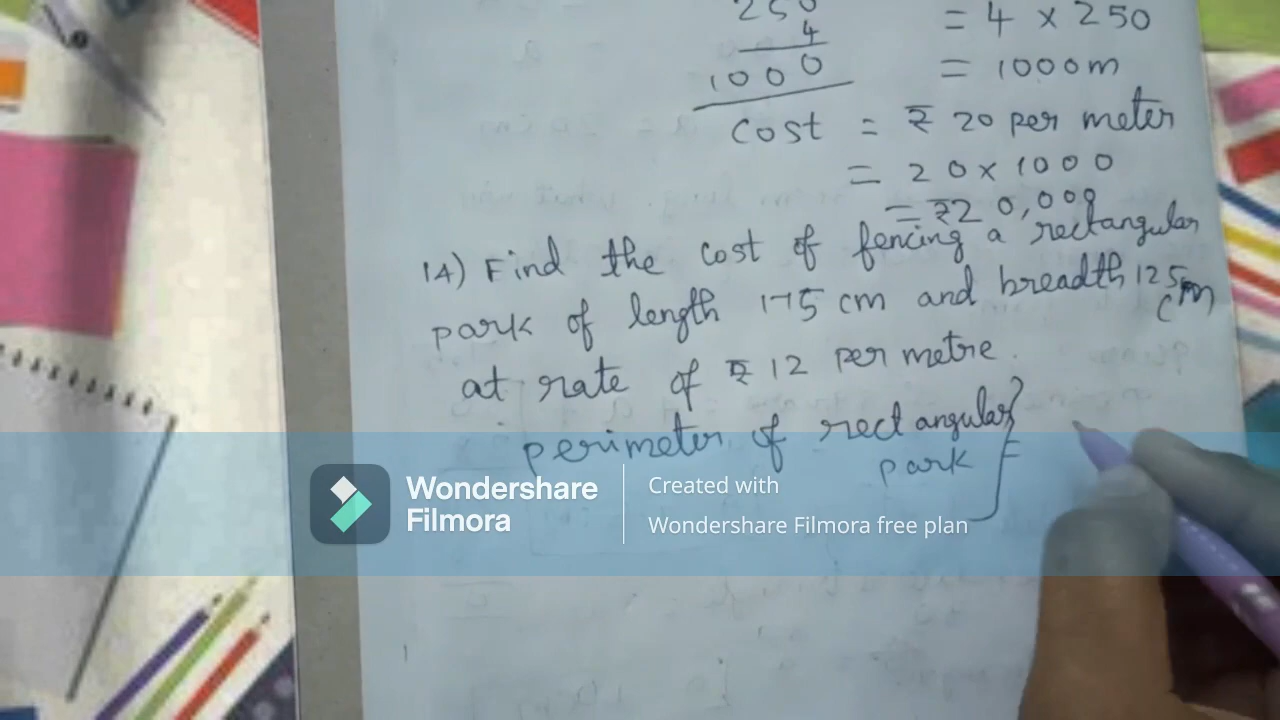 250
4
1000
= 4 × 250
= 1000m
cost = ₹ 20 per meter
= 20×1000
= ₹20,000
14) Find the cost of fencing a rectangular
park of length 175 cm and breadth 125cm
at rate of ₹ 12 per metre.
perimeter of rectangular
park } =
Wondershare
Filmora
Created with
Wondershare Filmora free plan